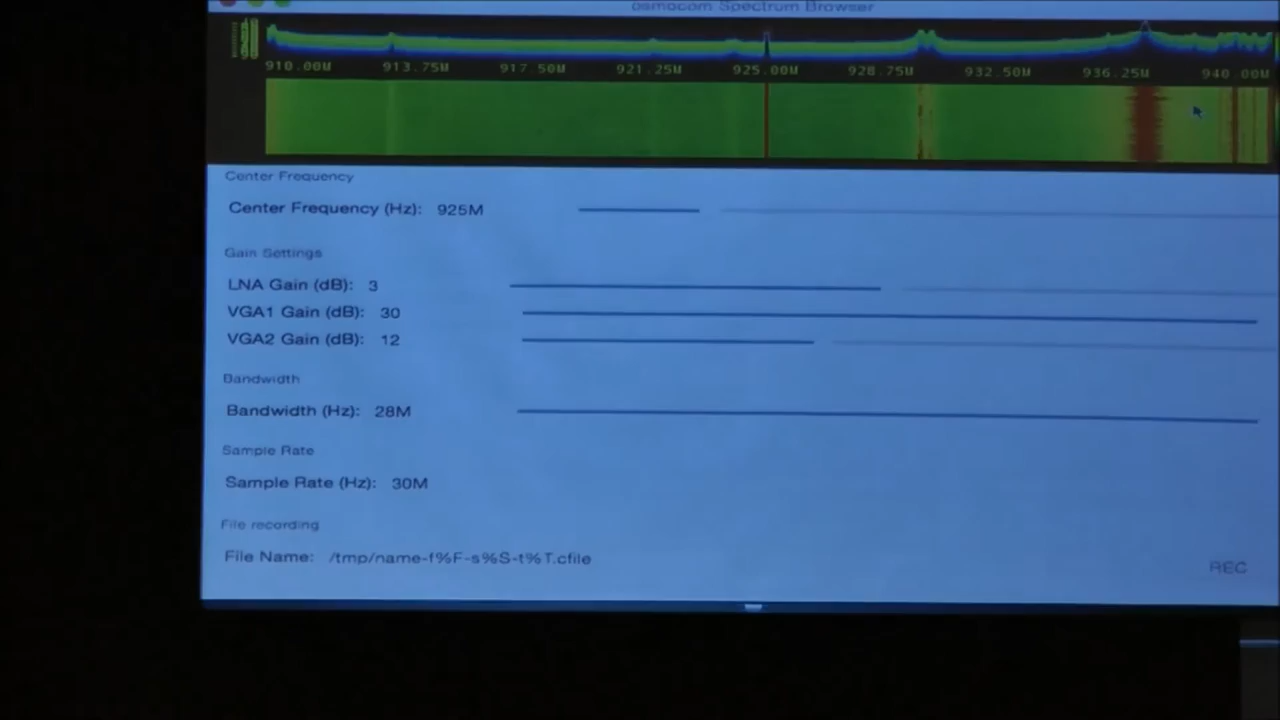 osmocom Spectrum Browser
910.00M 913.75M 917.50M 921.25M 925.00M 928.75M 932.50M 936.25M 940.00M
Center Frequency
Center Frequency (Hz): 925M
Gain Settings
LNA Gain (dB): 3
VGA1 Gain (dB): 30
VGA2 Gain (dB): 12
Bandwidth
Bandwidth (Hz): 28M
Sample Rate
Sample Rate (Hz): 30M
File recording
File Name: /tmp/name-f%F-s%S-t%T.cfile
REC